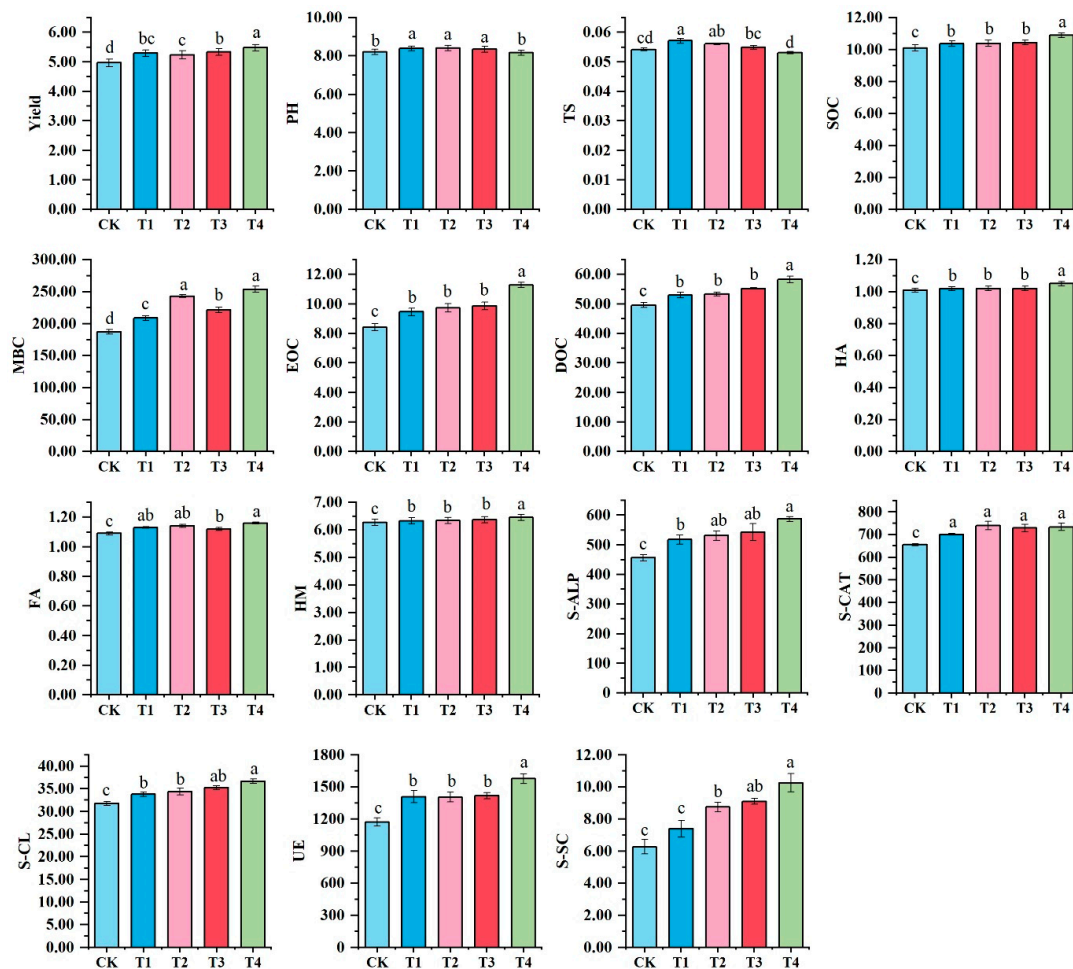 Yield
6.00
5.00
4.00
3.00
2.00
1.00
0.00
d
bc
c
b
a
CK T1 T2 T3 T4
PH
10.00
8.00
6.00
4.00
2.00
0.00
b
a
a
a
b
CK T1 T2 T3 T4
TS
0.06
0.05
0.04
0.03
0.02
0.01
0.00
cd
a
ab
bc
d
CK T1 T2 T3 T4
SOC
12.00
10.00
8.00
6.00
4.00
2.00
0.00
c
b
b
b
a
CK T1 T2 T3 T4
MBC
300.00
250.00
200.00
150.00
100.00
50.00
0.00
d
c
a
b
a
CK T1 T2 T3 T4
EOC
12.00
10.00
8.00
6.00
4.00
2.00
0.00
c
b
b
b
a
CK T1 T2 T3 T4
DOC
60.00
50.00
40.00
30.00
20.00
10.00
0.00
c
b
b
b
a
CK T1 T2 T3 T4
HA
1.20
1.00
0.80
0.60
0.40
0.20
0.00
c
b
b
b
a
CK T1 T2 T3 T4
FA
1.20
1.00
0.80
0.60
0.40
0.20
0.00
c
ab
ab
b
a
CK T1 T2 T3 T4
HM
7.00
6.00
5.00
4.00
3.00
2.00
1.00
0.00
c
b
b
b
a
CK T1 T2 T3 T4
S-ALP
600
500
400
300
200
100
0
c
b
ab
ab
a
CK T1 T2 T3 T4
S-CAT
800
700
600
500
400
300
200
100
0
c
a
a
a
a
CK T1 T2 T3 T4
S-CL
40.00
35.00
30.00
25.00
20.00
15.00
10.00
5.00
0.00
c
b
b
ab
a
CK T1 T2 T3 T4
UE
1800
1500
1200
900
600
300
0
c
b
b
b
a
CK T1 T2 T3 T4
S-SC
12.00
10.00
8.00
6.00
4.00
2.00
0.00
c
c
b
ab
a
CK T1 T2 T3 T4